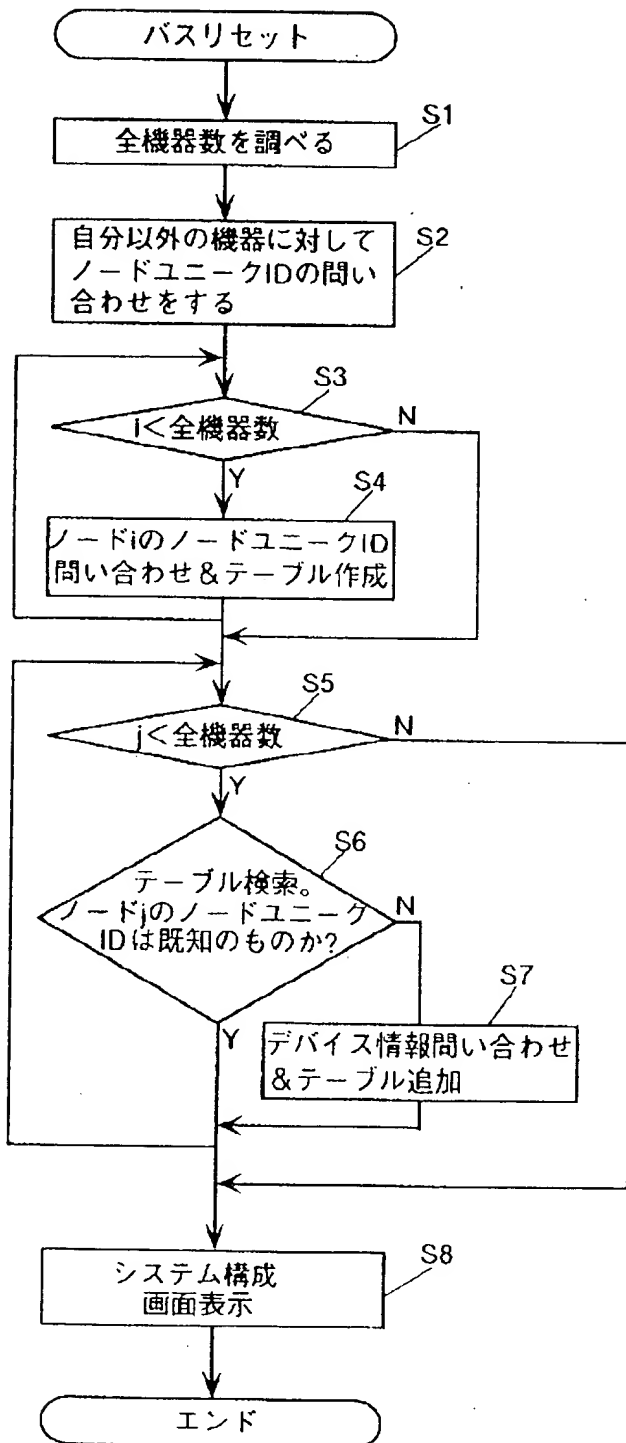 バスリセット
S1
全機器数を調べる
S2
自分以外の機器に対して
ノードユニークIDの問い
合わせをする
S3
i<全機器数
N
Y
S4
ノードiのノードユニークID
問い合わせ&テーブル作成
S5
j<全機器数
N
Y
S6
テーブル検索。
ノードjのノードユニーク
IDは既知のものか?
N
Y
S7
デバイス情報問い合わせ
&テーブル追加
S8
システム構成
画面表示
エンド